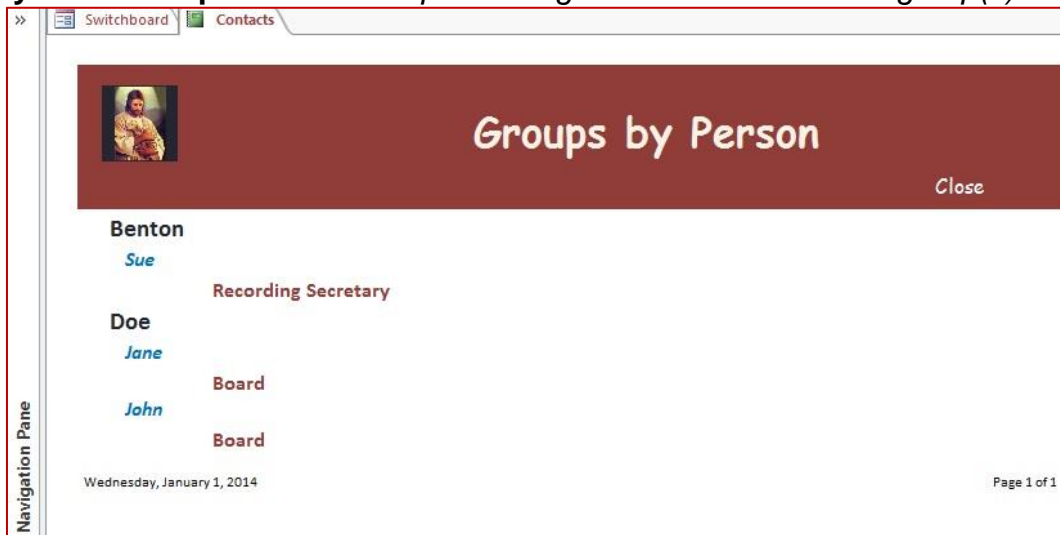 »
Switchboard Contacts
Groups by Person
Close
Benton
Sue
Recording Secretary
Doe
Jane
Board
John
Board
Wednesday, January 1, 2014 Page 1 of 1
Navigation Pane